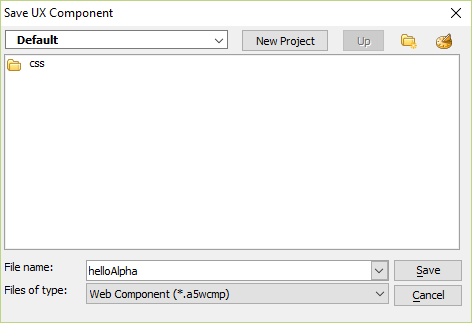 Save UX Component
Default
New Project
Up
css
File name:
helloAlpha
Save
Files of type:
Web Component (*.a5wcmp)
Cancel